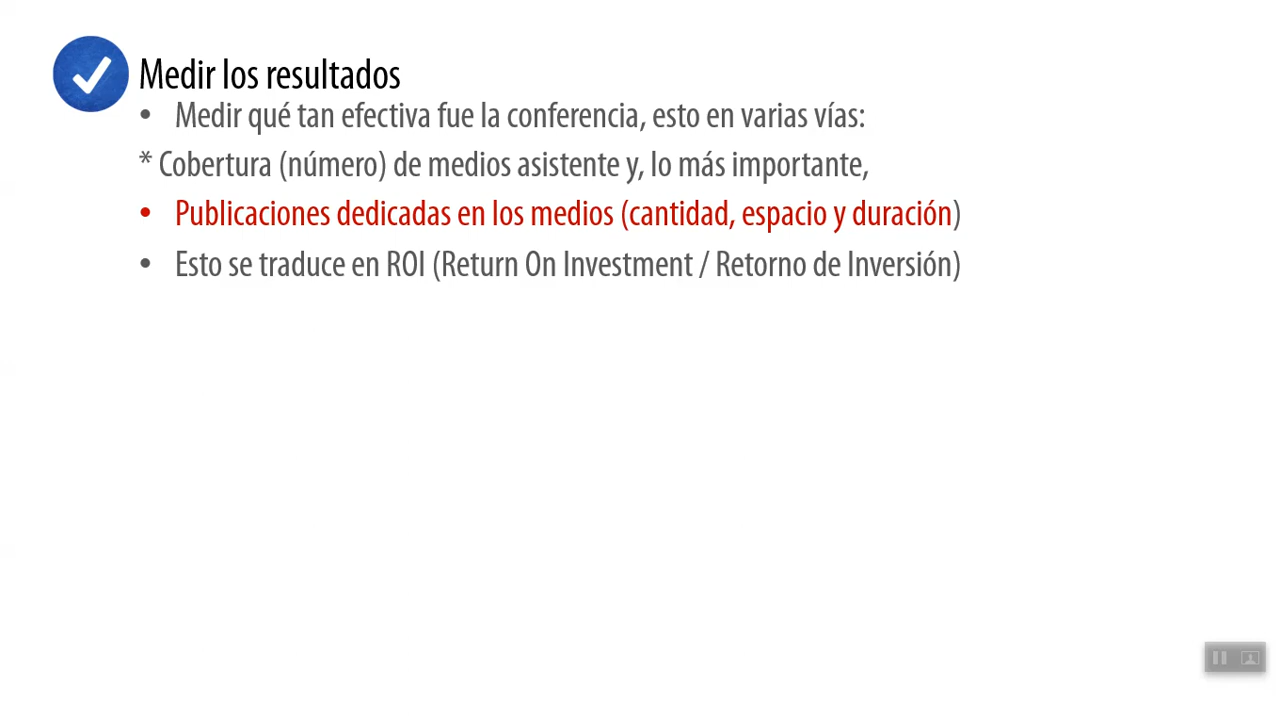 Medir los resultados
• Medir qué tan efectiva fue la conferencia, esto en varias vías:
* Cobertura (número) de medios asistente y, lo más importante,
• Publicaciones dedicadas en los medios (cantidad, espacio y duración)
• Esto se traduce en ROI (Return On Investment / Retorno de Inversión)